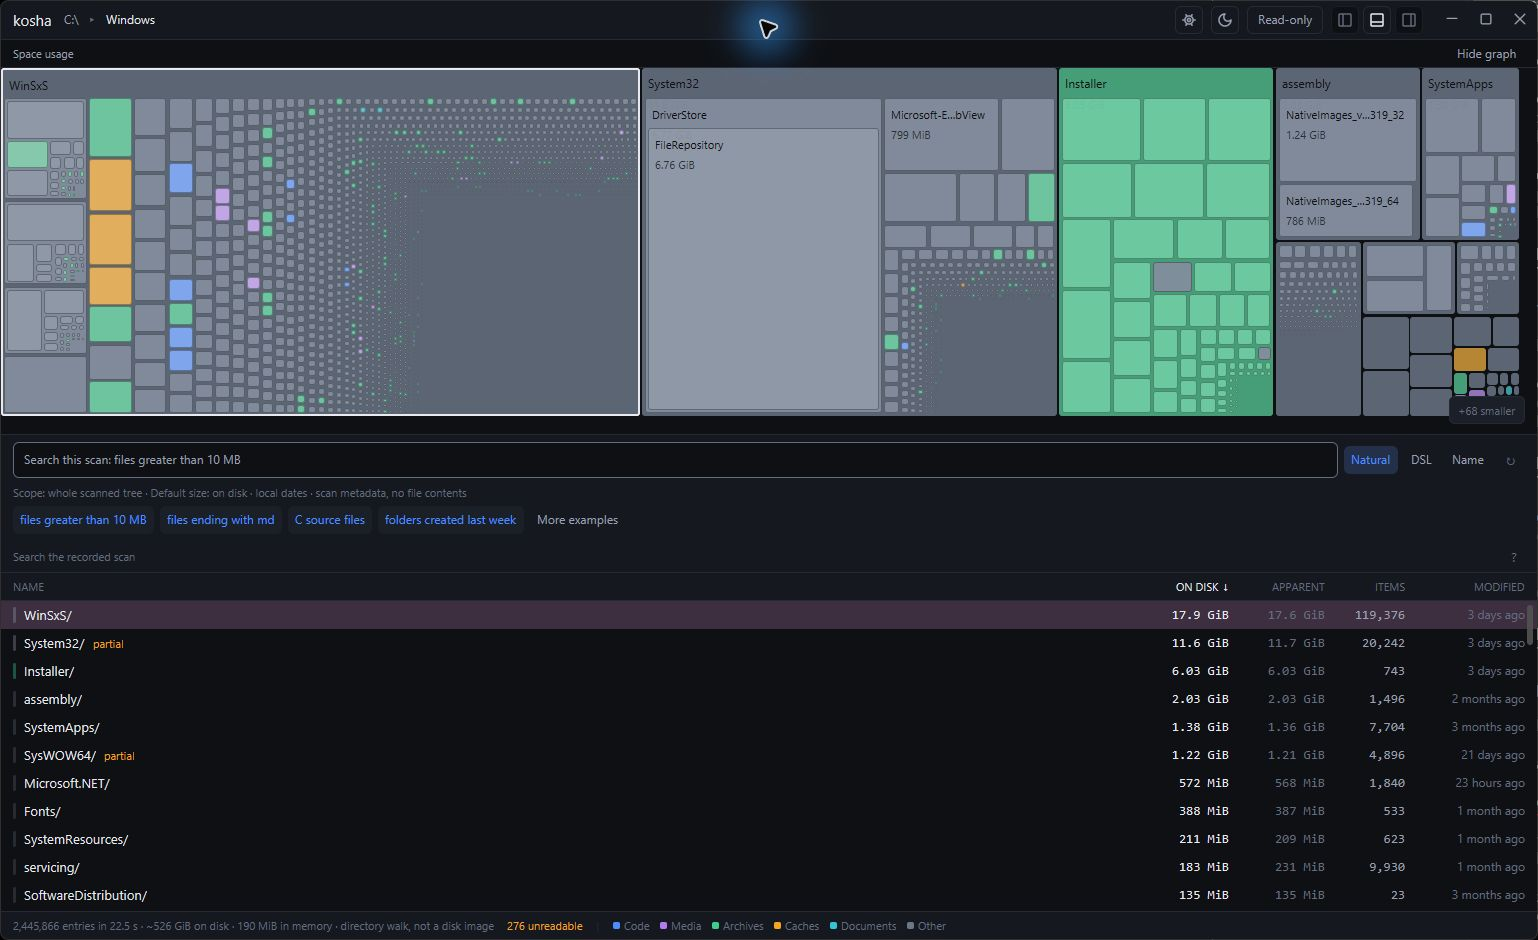 kosha C:\ ▸ Windows Read-only
Space usage Hide graph
WinSxS System32 Installer assembly SystemApps
DriverStore Microsoft-E...bView NativeImages_v...319_32
799 MiB 1.24 GiB
FileRepository
6.76 GiB
NativeImages_...319_64
786 MiB
+68 smaller
Search this scan: files greater than 10 MB Natural DSL Name ↻
Scope: whole scanned tree · Default size: on disk · local dates · scan metadata, no file contents
files greater than 10 MB files ending with md C source files folders created last week More examples
Search the recorded scan ?
NAME ON DISK ↓ APPARENT ITEMS MODIFIED
WinSxS/ 17.9 GiB 17.6 GiB 119,376 3 days ago
System32/ partial 11.6 GiB 11.7 GiB 20,242 3 days ago
Installer/ 6.03 GiB 6.03 GiB 743 3 days ago
assembly/ 2.03 GiB 2.03 GiB 1,496 2 months ago
SystemApps/ 1.38 GiB 1.36 GiB 7,704 3 months ago
SysWOW64/ partial 1.22 GiB 1.21 GiB 4,896 21 days ago
Microsoft.NET/ 572 MiB 568 MiB 1,840 23 hours ago
Fonts/ 388 MiB 387 MiB 533 1 month ago
SystemResources/ 211 MiB 209 MiB 623 1 month ago
servicing/ 183 MiB 231 MiB 9,930 1 month ago
SoftwareDistribution/ 135 MiB 135 MiB 23 3 months ago
2,445,866 entries in 22.5 s · ~526 GiB on disk · 190 MiB in memory · directory walk, not a disk image 276 unreadable Code Media Archives Caches Documents Other